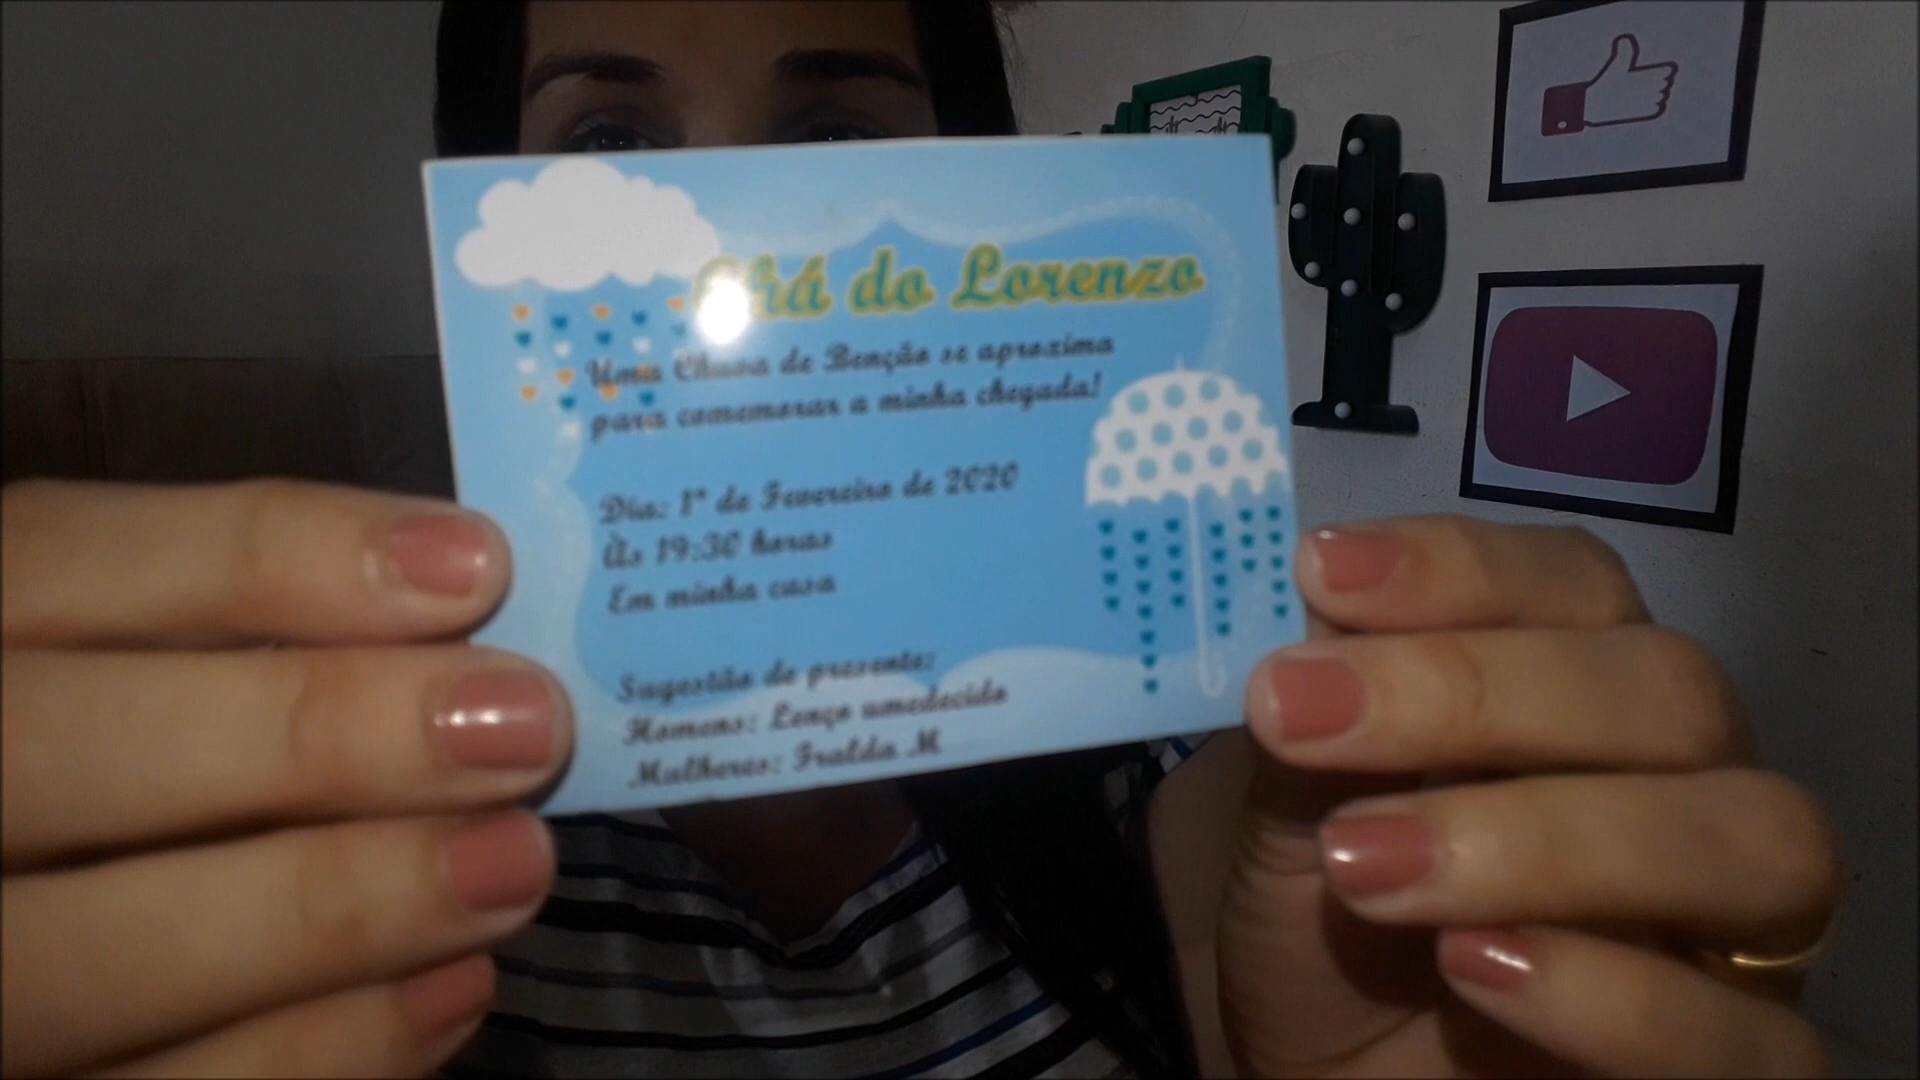 Chá do Lorenzo
Uma Chuva de Benção se aproxima
para comemorar a minha chegada!
Dia: 1º de Fevereiro de 2020
Às 19:30 horas
Em minha casa
Sugestão de presente:
Homens: Lenço umedecido
Mulheres: Fralda M